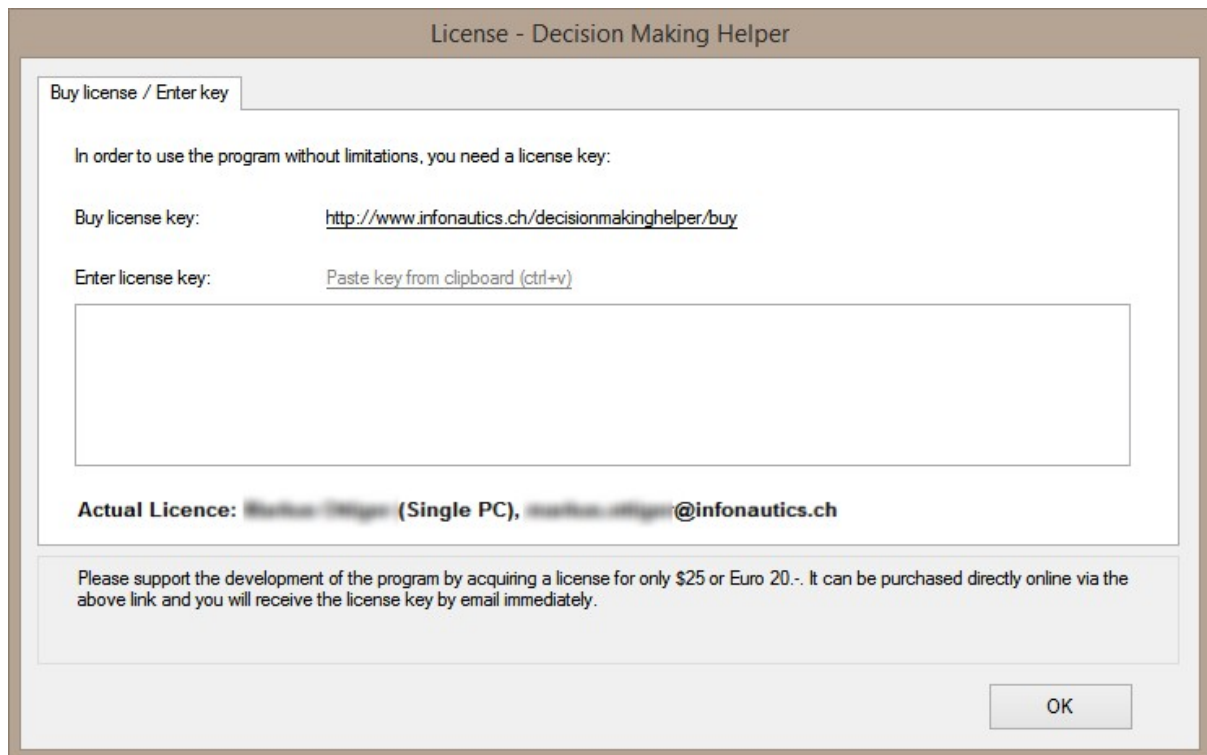 License - Decision Making Helper
Buy license / Enter key
In order to use the program without limitations, you need a license key:
Buy license key: http://www.infonautics.ch/decisionmakinghelper/buy
Enter license key: Paste key from clipboard (ctrl+v)
Actual Licence: (Single PC), @infonautics.ch
Please support the development of the program by acquiring a license for only $25 or Euro 20.-. It can be purchased directly online via the
above link and you will receive the license key by email immediately.
OK